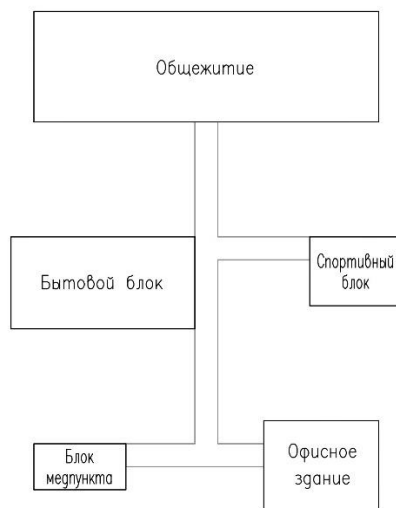 Общежитие
Бытовой блок
Спортивный
блок
Блок
медпункта
Офисное
здание